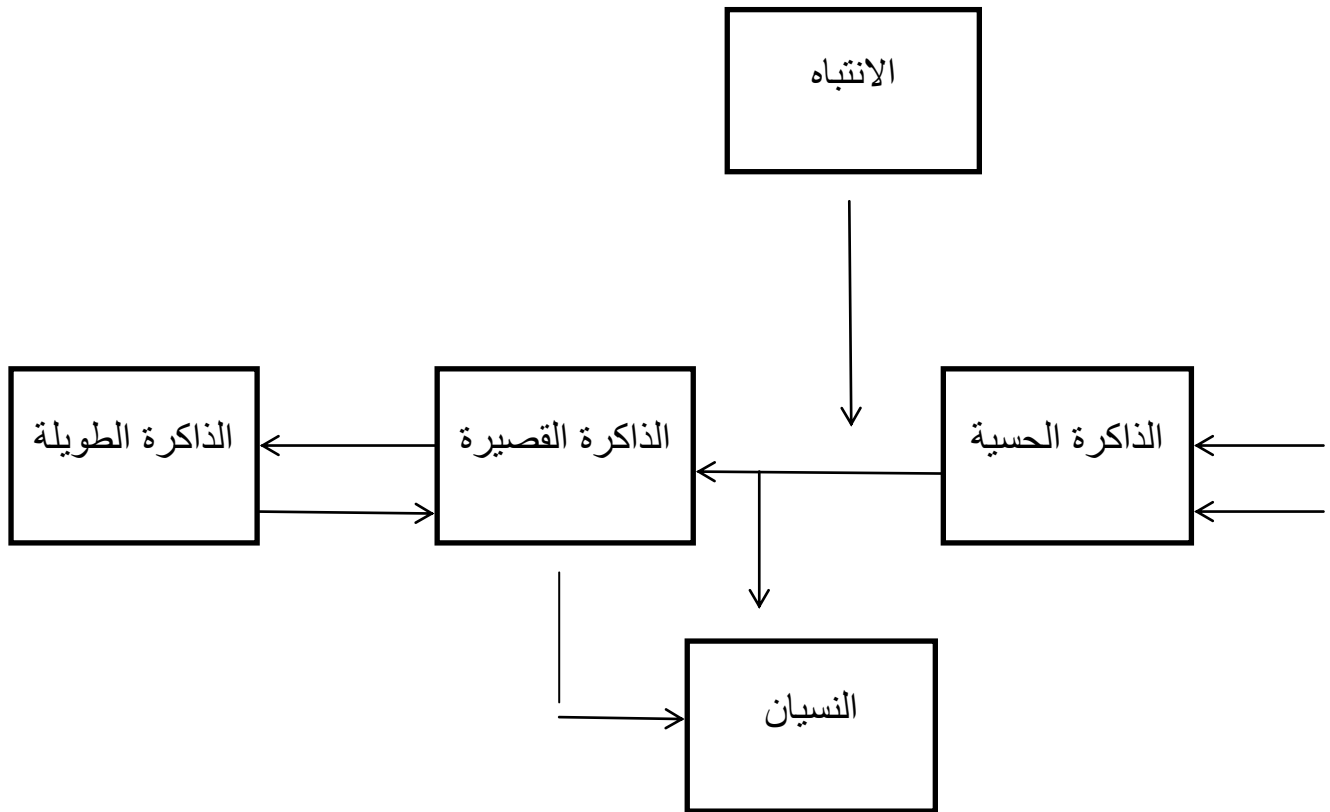 الانتباه
الذاكرة الحسية
الذاكرة القصيرة
الذاكرة الطويلة
النسيان